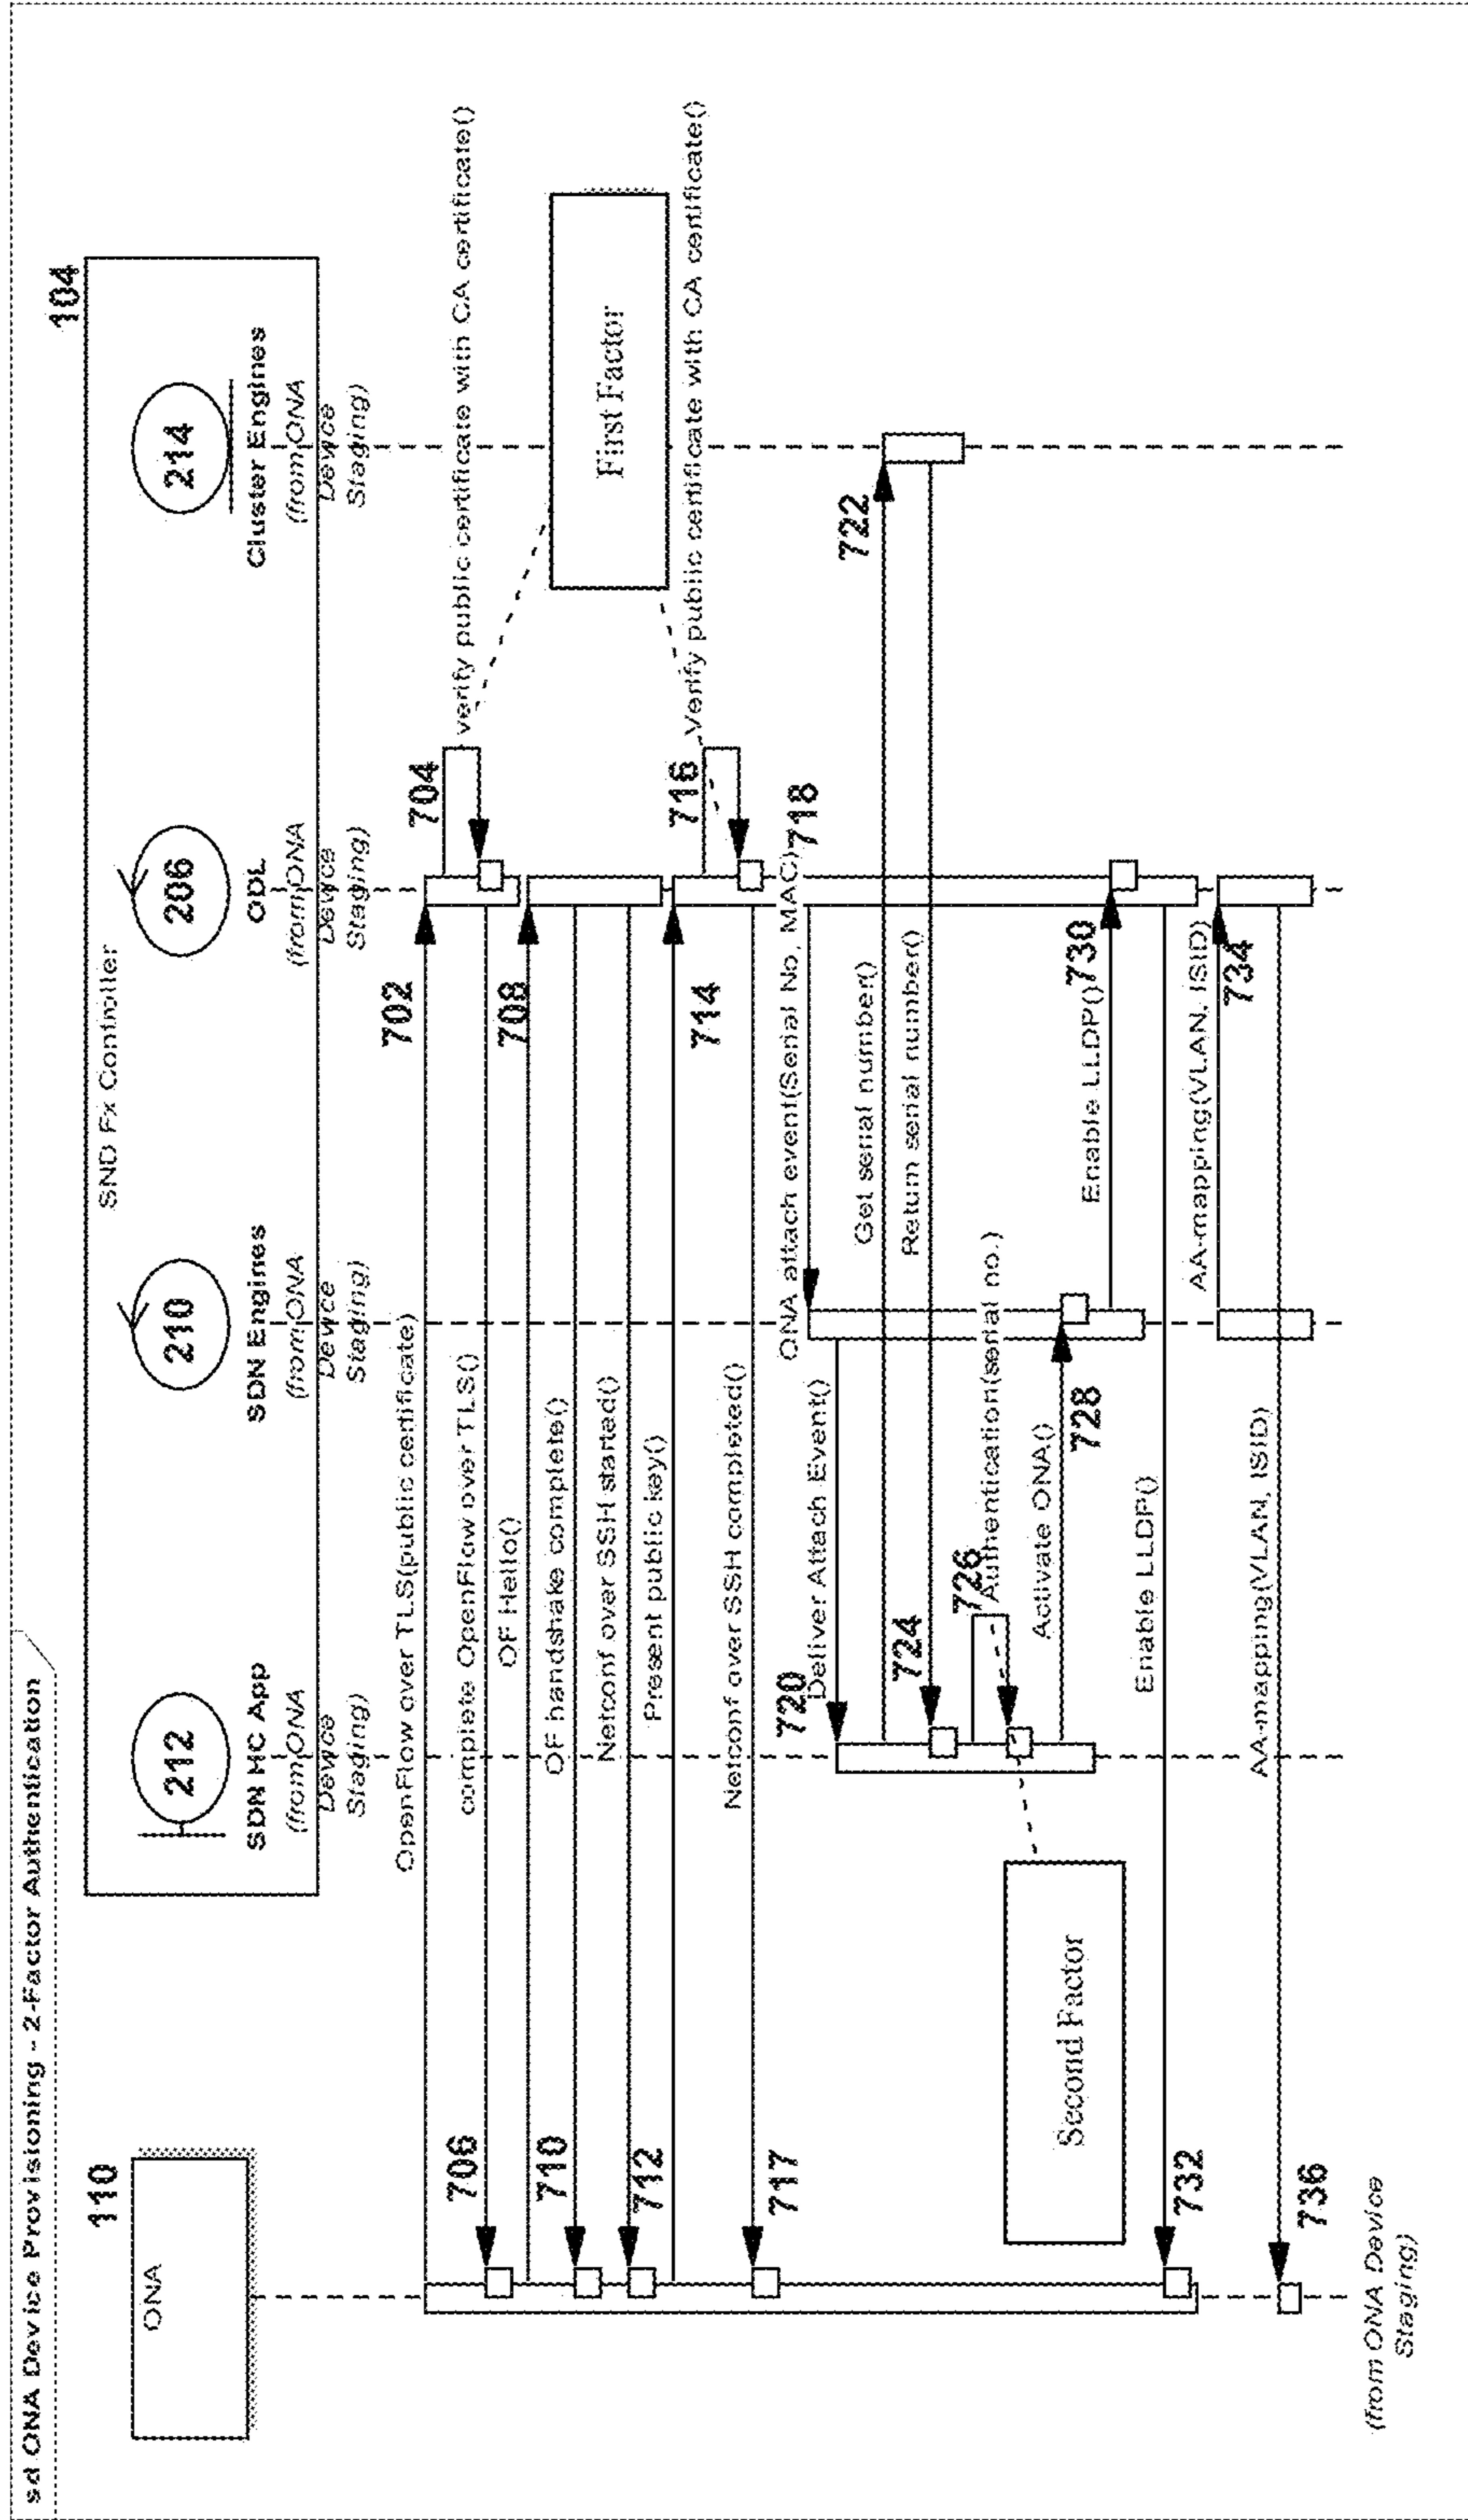 sd ONA Device Provisioning - 2-Factor Authentication
110
ONA
104
SND Fx Controller
212
SDN HC App
(from ONA
Device
Staging)
210
SDN Engines
(from ONA
Device
Staging)
206
ODL
(from ONA
Device
Staging)
214
Cluster Engines
(from ONA
Device
Staging)
OpenFlow over TLS(public certificate)
702
704
verify public certificate with CA certificate()
706
complete OpenFlow over TLS()
OF Hello()
708
710
OF handshake complete()
First Factor
712
Netconf over SSH started()
Present public key()
714
716
Verify public certificate with CA certificate()
717
Netconf over SSH completed()
ONA attach event(Serial No, MAC)
718
720
Deliver Attach Event()
Get serial number()
722
724
Return serial number()
726
Authentication(serial no.)
Second Factor
Activate ONA()
728
Enable LLDP()
730
732
Enable LLDP()
AA-mapping(VLAN, ISID)
734
736
AA-mapping(VLAN, ISID)
(from ONA Device
Staging)